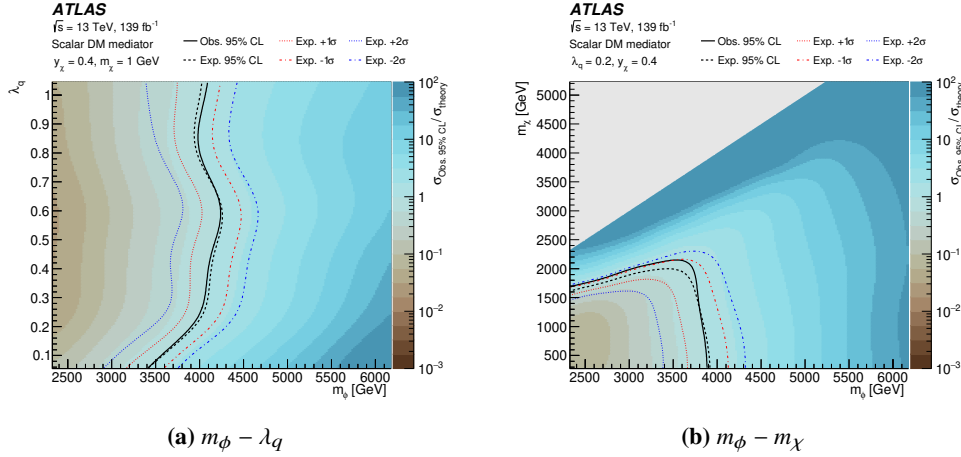 ATLAS
√s = 13 TeV, 139 fb⁻¹
Scalar DM mediator
y_χ = 0.4, m_χ = 1 GeV
Obs. 95% CL Exp. +1σ Exp. +2σ
Exp. 95% CL Exp. -1σ Exp. -2σ
λ_q
1
0.9
0.7
0.6
0.5
0.3
0.2
0.1
2500 3000 3500 4000 4500 5000 5500 6000
m_ϕ [GeV]
10²
10
1
10⁻¹
10⁻²
10⁻³
σ_Obs. 95% CL/σ_theory
(a) m_ϕ − λ_q
ATLAS
√s = 13 TeV, 139 fb⁻¹
Scalar DM mediator
λ_q = 0.2, y_χ = 0.4
Obs. 95% CL Exp. +1σ Exp. +2σ
Exp. 95% CL Exp. -1σ Exp. -2σ
m_χ [GeV]
5000
4500
4000
3500
3000
2500
2000
1500
1000
500
2500 3000 3500 4000 4500 5000 5500 6000
m_ϕ [GeV]
10²
10
1
10⁻¹
10⁻²
10⁻³
σ_Obs. 95% CL/σ_theory
(b) m_ϕ − m_χ